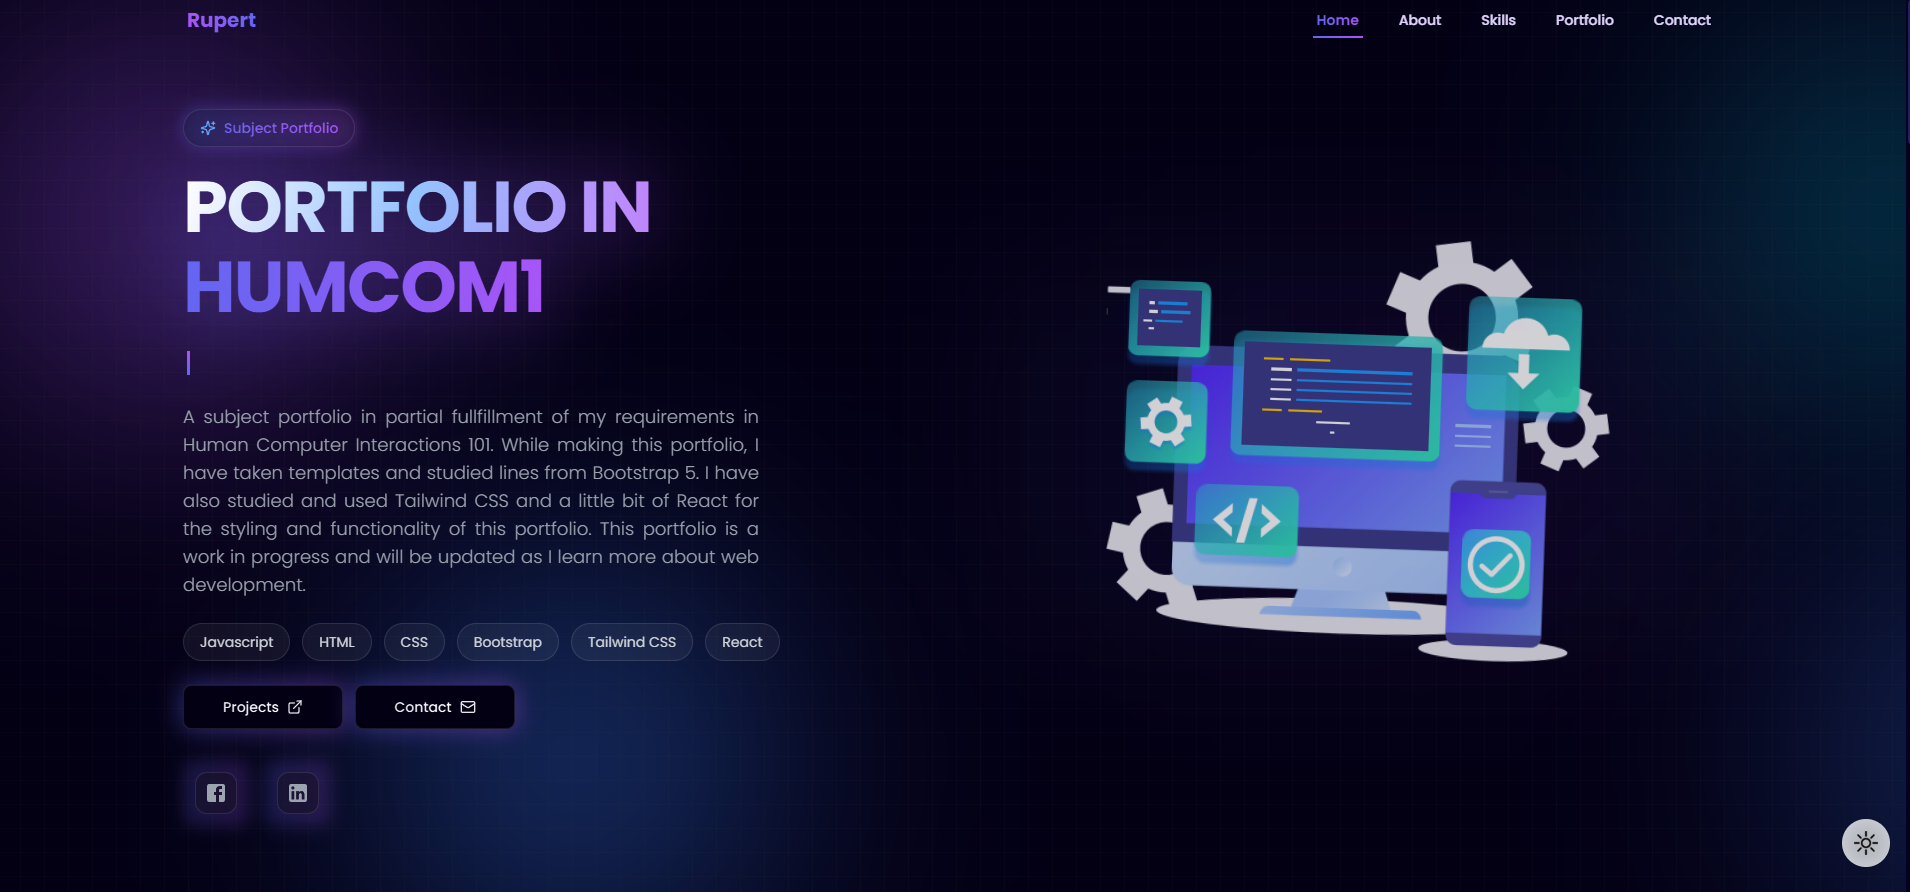 Rupert
Home About Skills Portfolio Contact
Subject Portfolio
PORTFOLIO IN
HUMCOM1
A subject portfolio in partial fullfillment of my requirements in
Human Computer Interactions 101. While making this portfolio, I
have taken templates and studied lines from Bootstrap 5. I have
also studied and used Tailwind CSS and a little bit of React for
the styling and functionality of this portfolio. This portfolio is a
work in progress and will be updated as I learn more about web
development.
Javascript HTML CSS Bootstrap Tailwind CSS React
Projects Contact